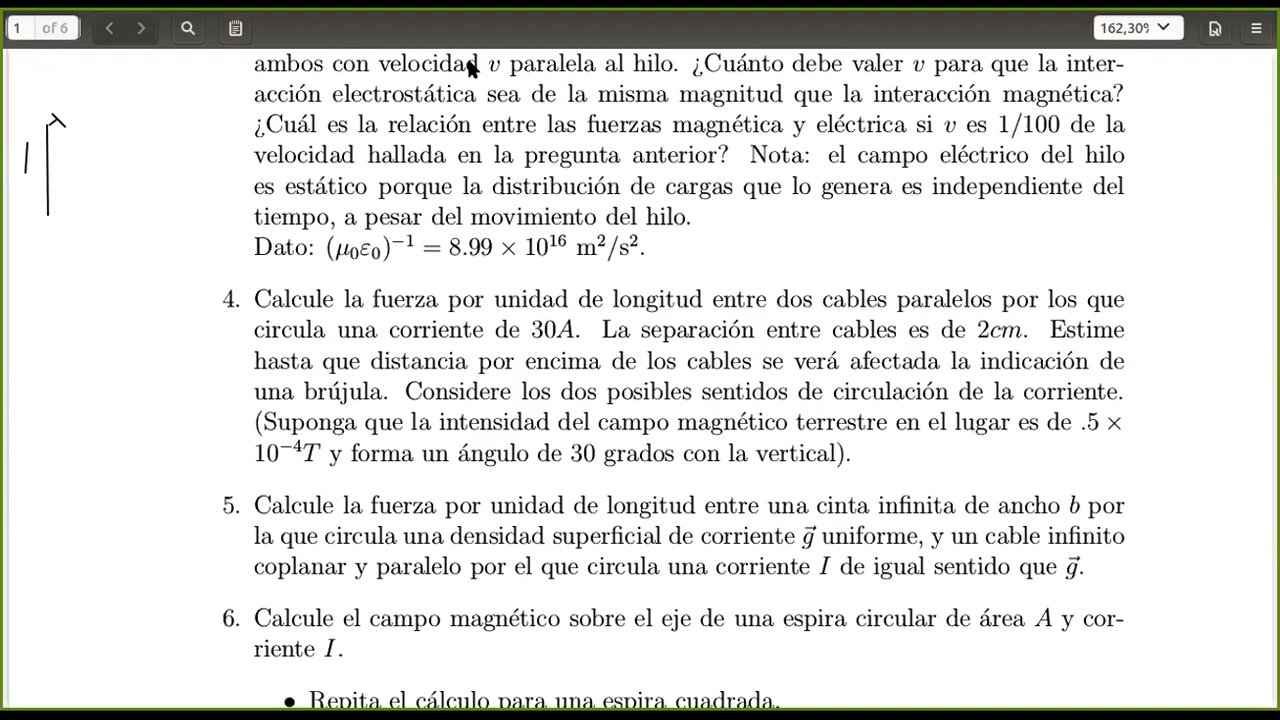 1 of 6 162,30%
ambos con velocidad v paralela al hilo. ¿Cuánto debe valer v para que la inter-
acción electrostática sea de la misma magnitud que la interacción magnética?
¿Cuál es la relación entre las fuerzas magnética y eléctrica si v es 1/100 de la
velocidad hallada en la pregunta anterior? Nota: el campo eléctrico del hilo
es estático porque la distribución de cargas que lo genera es independiente del
tiempo, a pesar del movimiento del hilo.
Dato: (μ₀ε₀)⁻¹ = 8.99 × 10¹⁶ m²/s².
4. Calcule la fuerza por unidad de longitud entre dos cables paralelos por los que
circula una corriente de 30A. La separación entre cables es de 2cm. Estime
hasta que distancia por encima de los cables se verá afectada la indicación de
una brújula. Considere los dos posibles sentidos de circulación de la corriente.
(Suponga que la intensidad del campo magnético terrestre en el lugar es de .5 ×
10⁻⁴T y forma un ángulo de 30 grados con la vertical).
5. Calcule la fuerza por unidad de longitud entre una cinta infinita de ancho b por
la que circula una densidad superficial de corriente g⃗ uniforme, y un cable infinito
coplanar y paralelo por el que circula una corriente I de igual sentido que g⃗.
6. Calcule el campo magnético sobre el eje de una espira circular de área A y cor-
riente I.
• Repita el cálculo para una espira cuadrada.